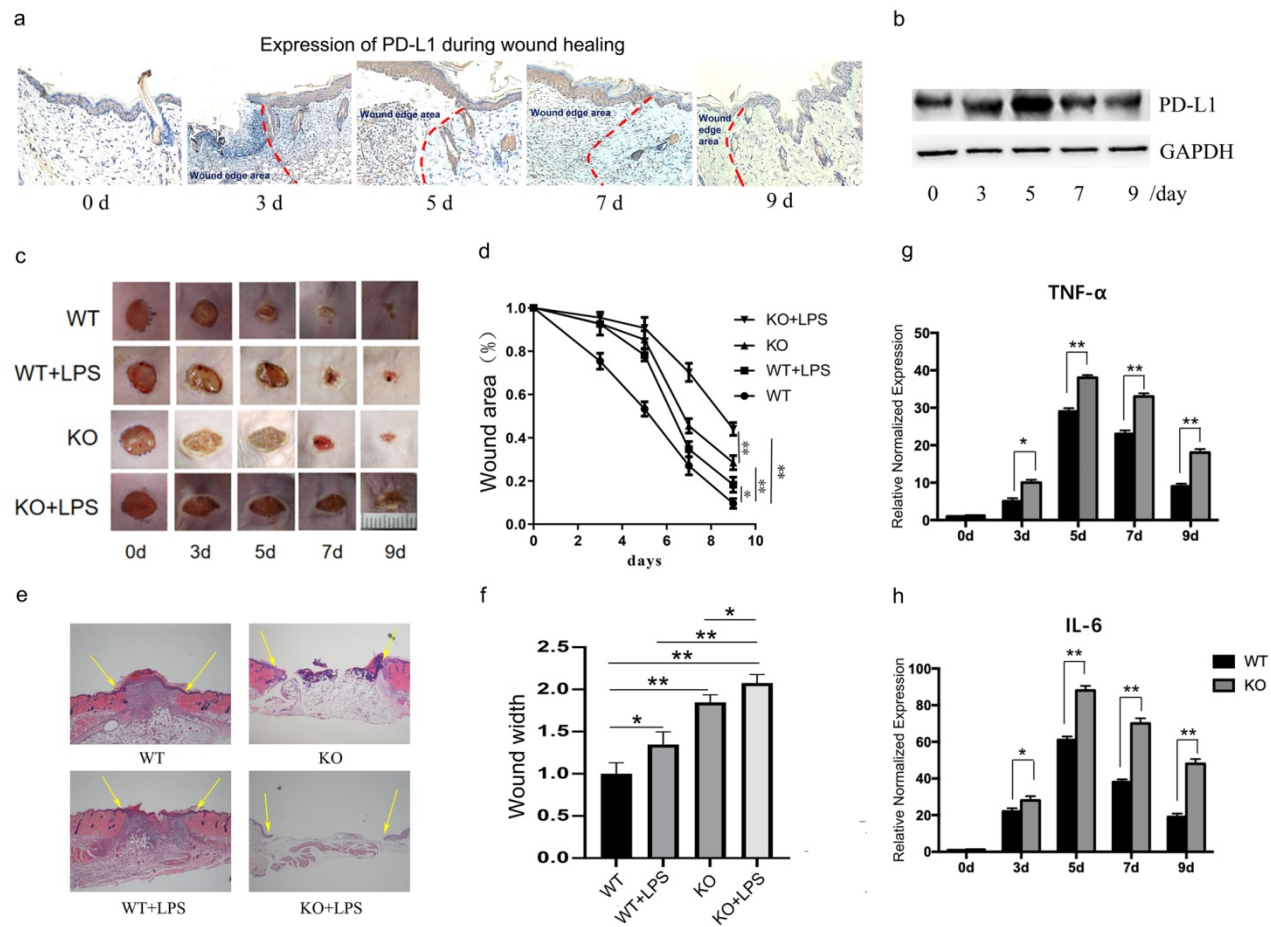 a
Expression of PD-L1 during wound healing
Wound edge area
Wound edge area
Wound edge area
Wound
edge
area
0 d 3 d 5 d 7 d 9 d
b
PD-L1
GAPDH
0 3 5 7 9 /day
c
WT
WT+LPS
KO
KO+LPS
0d 3d 5d 7d 9d
d
Wound area (%)
1.0
0.8
0.6
0.4
0.2
0.0
0 2 4 6 8 10
days
KO+LPS
KO
WT+LPS
WT
**
*
**
**
e
WT KO
WT+LPS KO+LPS
f
Wound width
2.5
2.0
1.5
1.0
0.5
0.0
*
**
**
**
*
WT WT+LPS KO KO+LPS
g
TNF-α
Relative Normalized Expression
50
40
30
20
10
0
* ** ** **
0d 3d 5d 7d 9d
h
IL-6
WT
KO
Relative Normalized Expression
100
80
60
40
20
0
* ** ** **
0d 3d 5d 7d 9d